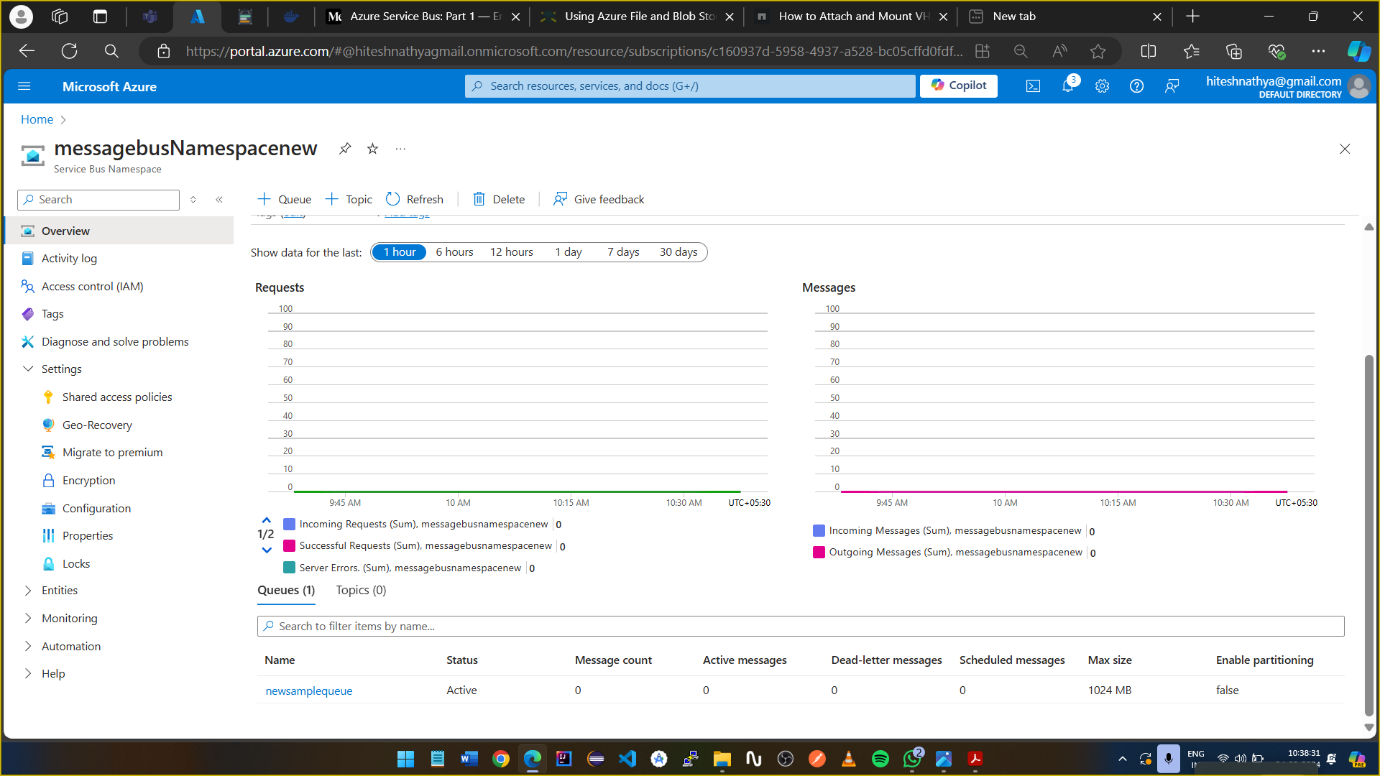 Azure Service Bus: Part 1 — Er
Using Azure File and Blob Sto
How to Attach and Mount VH
New tab
https://portal.azure.com/#@hiteshnathyagmail.onmicrosoft.com/resource/subscriptions/c160937d-5958-4937-a528-bc05cffd0fdf...
Microsoft Azure
Search resources, services, and docs (G+/)
Copilot
3
hiteshnathya@gmail.com
DEFAULT DIRECTORY
Home
messagebusNamespacenew
Service Bus Namespace
Search
Queue
Topic
Refresh
Delete
Give feedback
Overview
Activity log
Access control (IAM)
Tags
Diagnose and solve problems
Settings
Shared access policies
Geo-Recovery
Migrate to premium
Encryption
Configuration
Properties
Locks
Entities
Monitoring
Automation
Help
Show data for the last:
1 hour
6 hours
12 hours
1 day
7 days
30 days
Requests
100
90
80
70
60
50
40
30
20
10
0
9:45 AM
10 AM
10:15 AM
10:30 AM
UTC+05:30
1/2
Incoming Requests (Sum), messagebusnamespacenew
0
Successful Requests (Sum), messagebusnamespacenew
0
Server Errors. (Sum), messagebusnamespacenew
0
Messages
100
90
80
70
60
50
40
30
20
10
0
9:45 AM
10 AM
10:15 AM
10:30 AM
UTC+05:30
Incoming Messages (Sum), messagebusnamespacenew
0
Outgoing Messages (Sum), messagebusnamespacenew
0
Queues (1)
Topics (0)
Search to filter items by name...
Name Status Message count Active messages Dead-letter messages Scheduled messages Max size Enable partitioning
newsamplequeue Active 0 0 0 0 1024 MB false
2
ENG
10:38:31